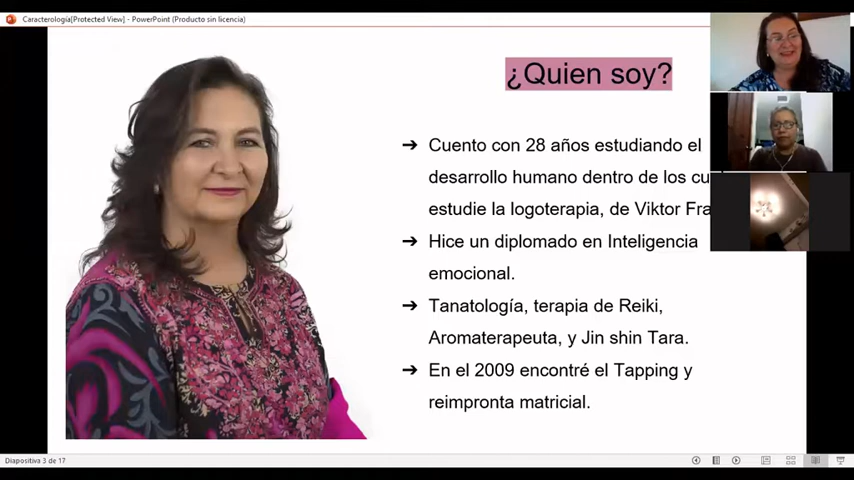 Caracterología[Protected View] - PowerPoint (Producto sin licencia)
¿Quien soy?
➔ Cuento con 28 años estudiando el
desarrollo humano dentro de los
estudie la logoterapia, de Viktor
➔ Hice un diplomado en Inteligencia
emocional.
➔ Tanatología, terapia de Reiki,
Aromaterapeuta, y Jin shin Tara.
➔ En el 2009 encontré el Tapping y
reimpronta matricial.
Diapositiva 3 de 17